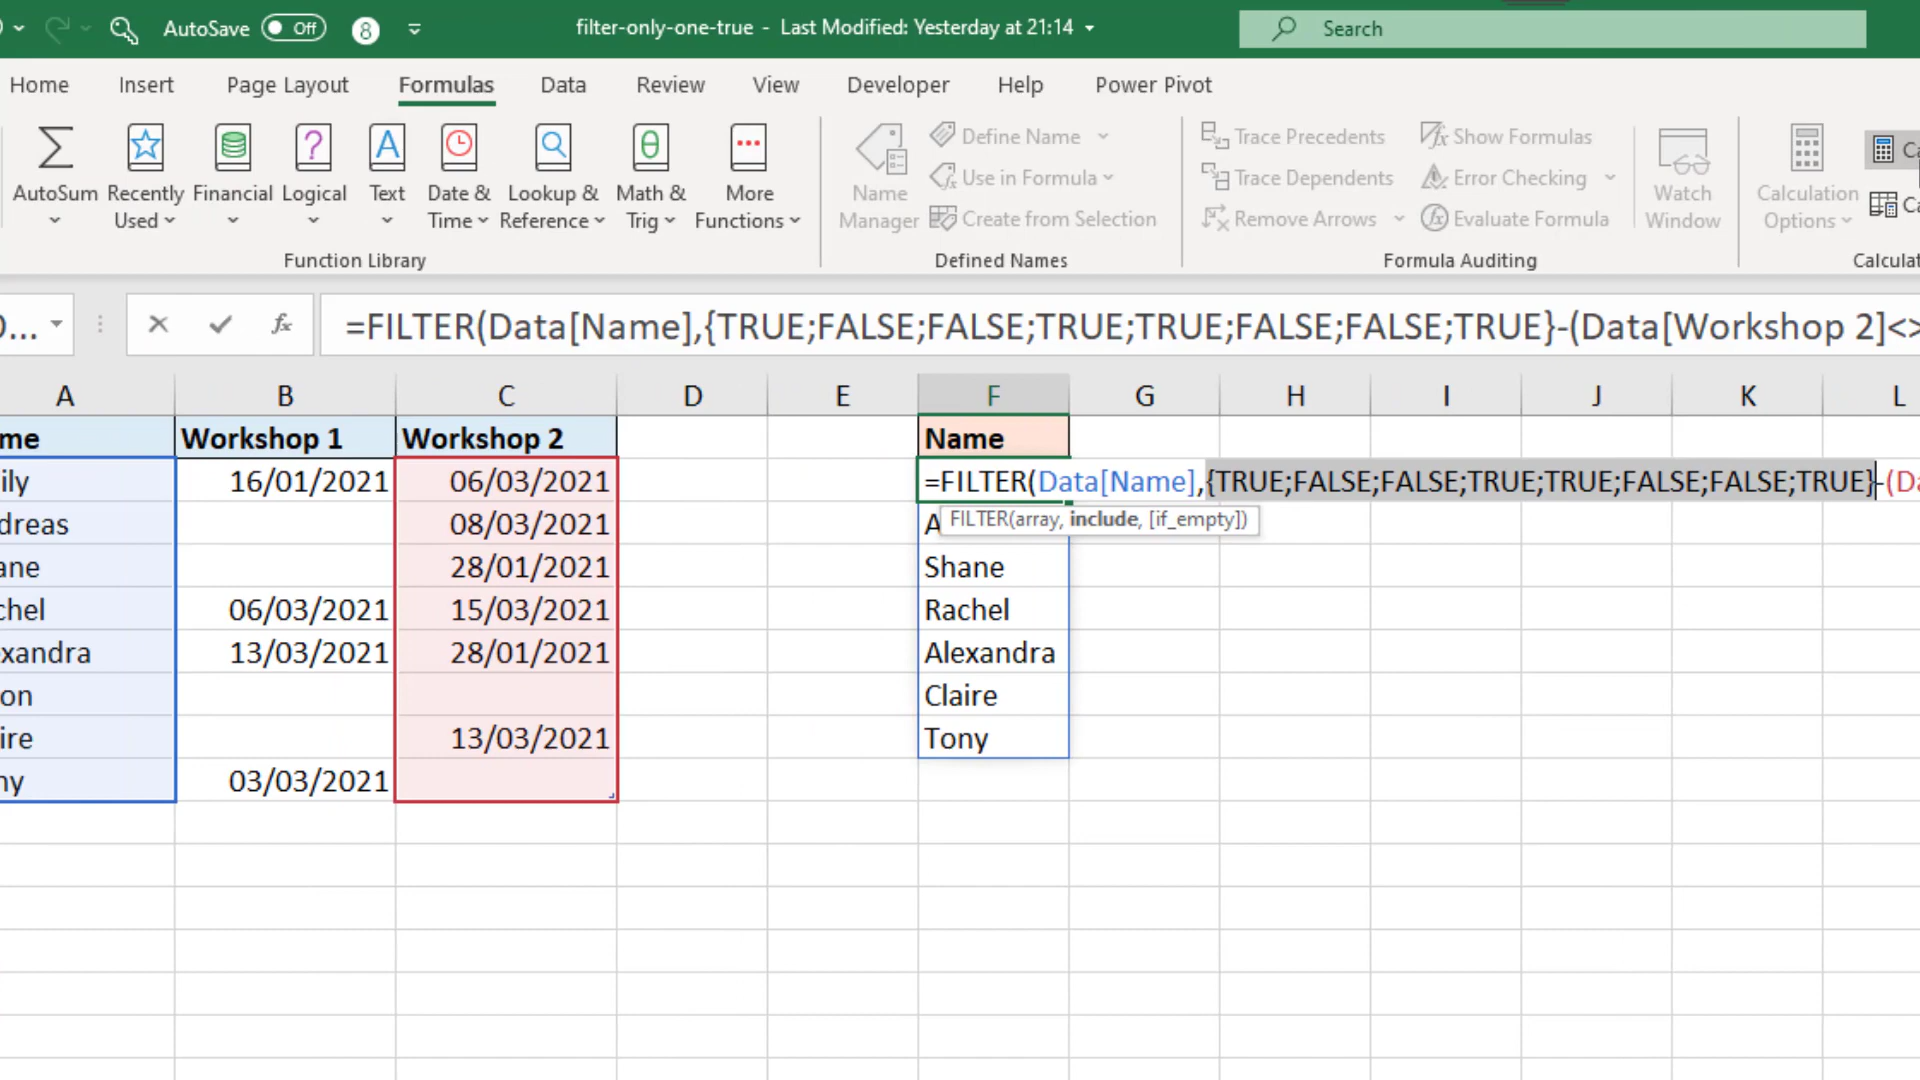 AutoSave Off 8 filter-only-one-true - Last Modified: Yesterday at 21:14 Search
Home Insert Page Layout Formulas Data Review View Developer Help Power Pivot
AutoSum Recently Used Financial Logical Text Date & Time Lookup & Reference Math & Trig More Functions
Function Library
Name Manager
Define Name
Use in Formula
Create from Selection
Defined Names
Trace Precedents
Trace Dependents
Remove Arrows
Show Formulas
Error Checking
Evaluate Formula
Formula Auditing
Watch Window
Calculation Options
Ca
Ca
Calculat
fx =FILTER(Data[Name],{TRUE;FALSE;FALSE;TRUE;TRUE;FALSE;FALSE;TRUE}-(Data[Workshop 2]<>
A B C D E F G H I J K L
me Workshop 1 Workshop 2 Name
ily 16/01/2021 06/03/2021 =FILTER(Data[Name],{TRUE;FALSE;FALSE;TRUE;TRUE;FALSE;FALSE;TRUE}-(Da
dreas 08/03/2021 A FILTER(array, include, [if_empty])
ane 28/01/2021 Shane
chel 06/03/2021 15/03/2021 Rachel
exandra 13/03/2021 28/01/2021 Alexandra
on Claire
ire 13/03/2021 Tony
ny 03/03/2021